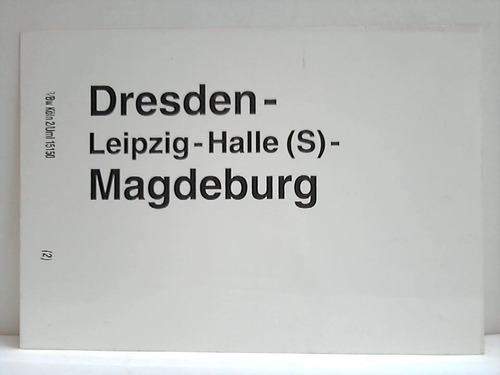 Dresden -
Leipzig - Halle (S) -
Magdeburg
(2)